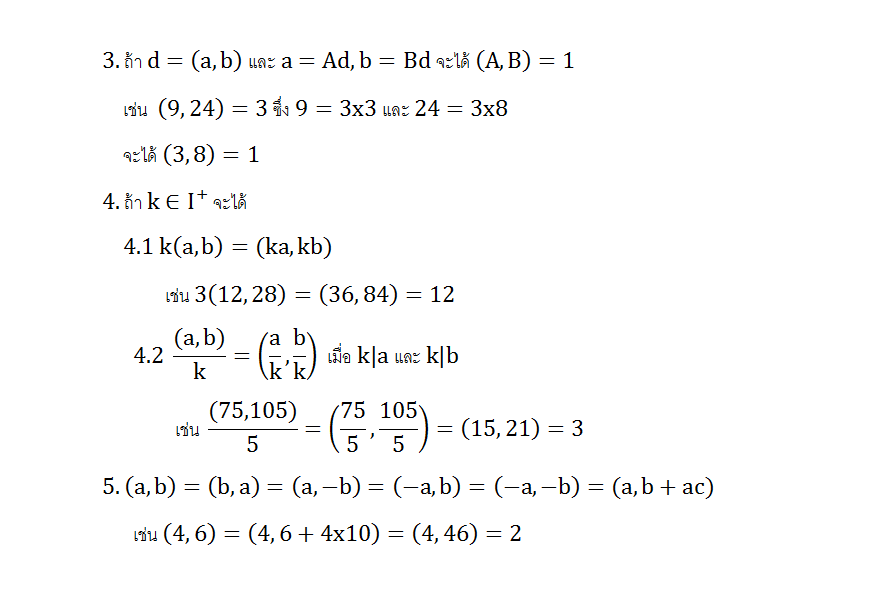 3. ถ้า d = (a, b) และ a = Ad, b = Bd จะได้ (A, B) = 1
เช่น (9, 24) = 3 ซึ่ง 9 = 3x3 และ 24 = 3x8
จะได้ (3, 8) = 1
4. ถ้า k ∈ I⁺ จะได้
4.1 k(a, b) = (ka, kb)
เช่น 3(12, 28) = (36, 84) = 12
4.2 (a, b)/k = (a/k, b/k) เมื่อ k|a และ k|b
เช่น (75,105)/5 = (75/5, 105/5) = (15, 21) = 3
5. (a, b) = (b, a) = (a, −b) = (−a, b) = (−a, −b) = (a, b + ac)
เช่น (4, 6) = (4, 6 + 4x10) = (4, 46) = 2